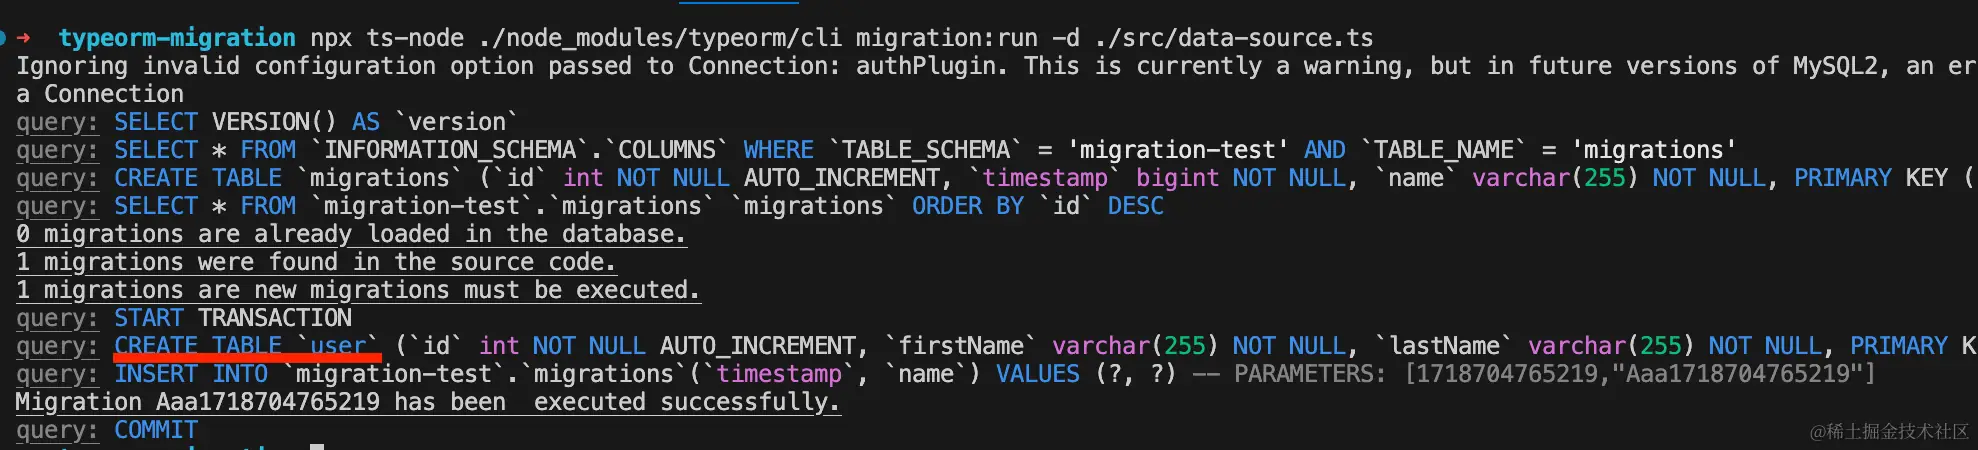 ➜ typeorm-migration npx ts-node ./node_modules/typeorm/cli migration:run -d ./src/data-source.ts
Ignoring invalid configuration option passed to Connection: authPlugin. This is currently a warning, but in future versions of MySQL2, an er
a Connection
query: SELECT VERSION() AS `version`
query: SELECT * FROM `INFORMATION_SCHEMA`.`COLUMNS` WHERE `TABLE_SCHEMA` = 'migration-test' AND `TABLE_NAME` = 'migrations'
query: CREATE TABLE `migrations` (`id` int NOT NULL AUTO_INCREMENT, `timestamp` bigint NOT NULL, `name` varchar(255) NOT NULL, PRIMARY KEY (
query: SELECT * FROM `migration-test`.`migrations` `migrations` ORDER BY `id` DESC
0 migrations are already loaded in the database.
1 migrations were found in the source code.
1 migrations are new migrations must be executed.
query: START TRANSACTION
query: CREATE TABLE `user` (`id` int NOT NULL AUTO_INCREMENT, `firstName` varchar(255) NOT NULL, `lastName` varchar(255) NOT NULL, PRIMARY K
query: INSERT INTO `migration-test`.`migrations`(`timestamp`, `name`) VALUES (?, ?) -- PARAMETERS: [1718704765219,"Aaa1718704765219"]
Migration Aaa1718704765219 has been  executed successfully.
query: COMMIT
@稀土掘金技术社区